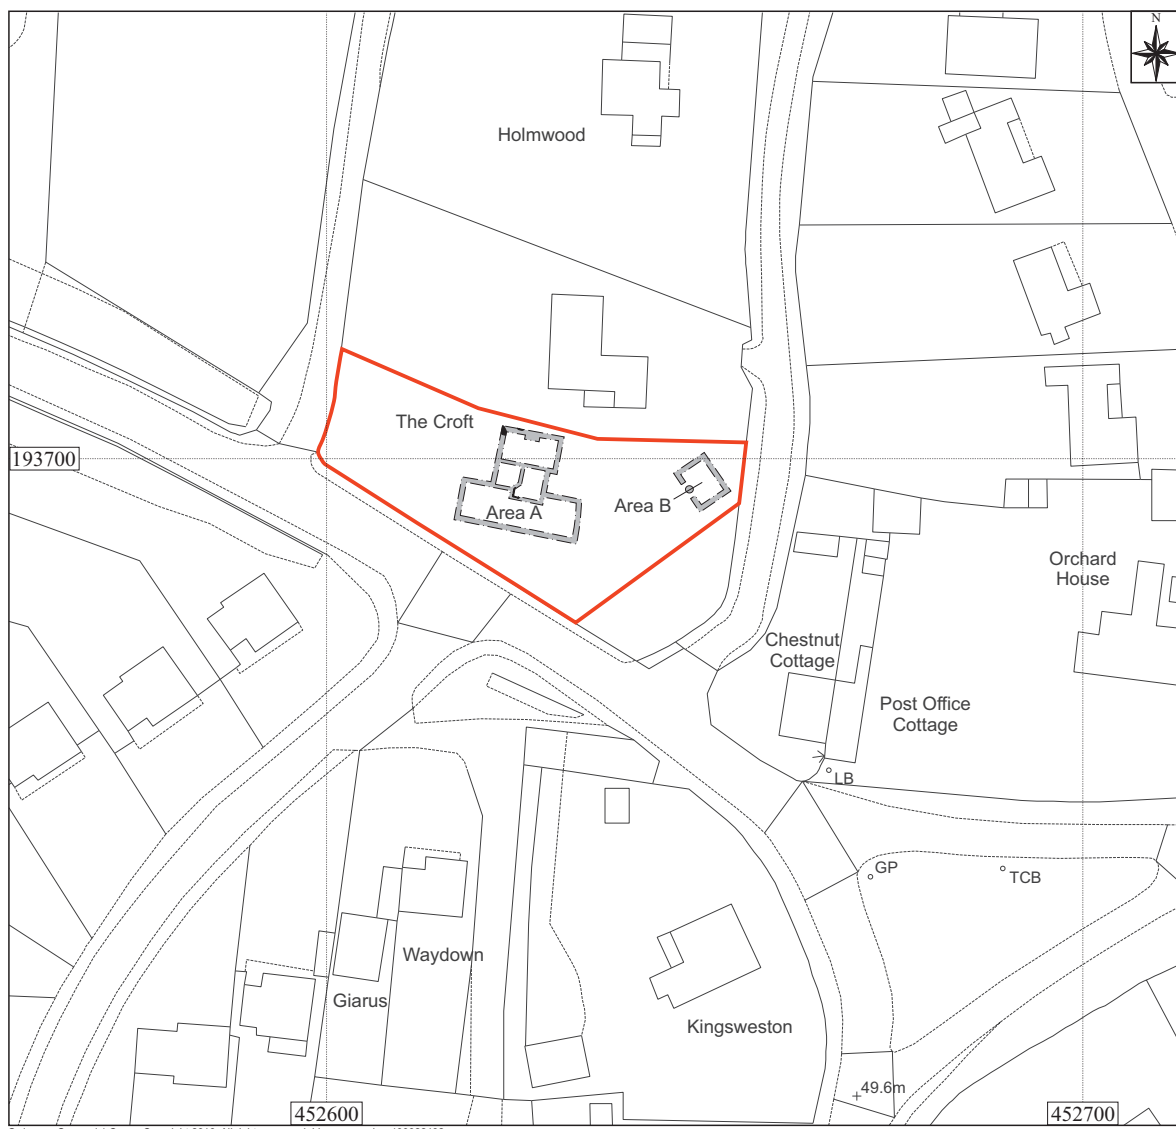 N
Holmwood
The Croft
193700
Area A
Area B
Orchard
House
Chestnut
Cottage
Post Office
Cottage
LB
GP
TCB
Waydown
Giarus
Kingsweston
49.6m
452600
452700